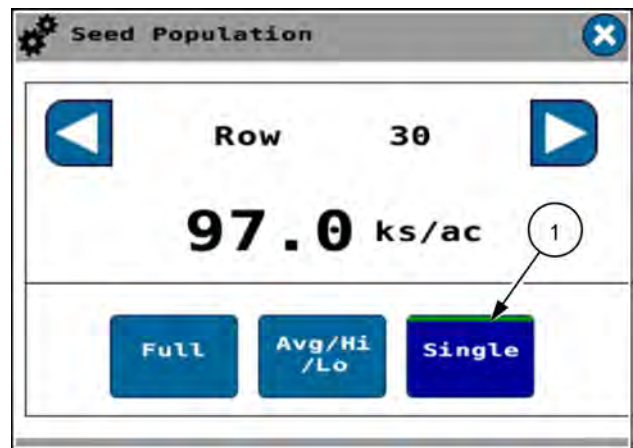 Seed Population
Row 30
97.0 ks/ac
1
Full
Avg/Hi
/Lo
Single